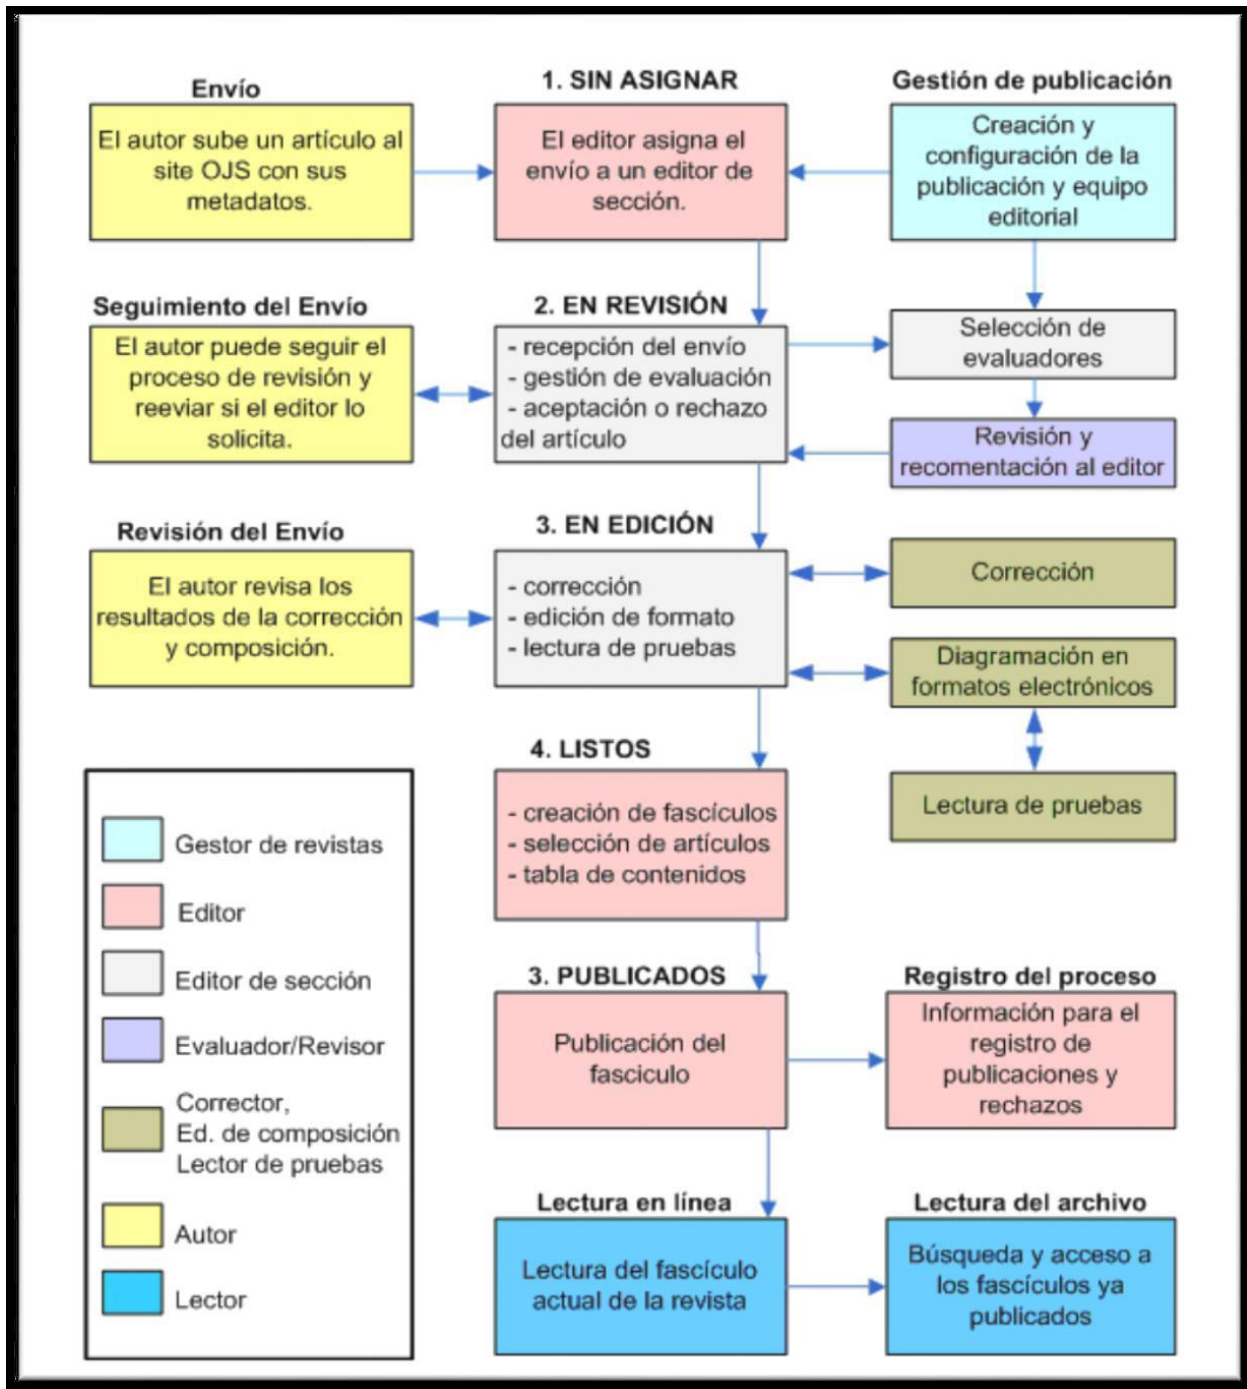 Envío
El autor sube un artículo al
site OJS con sus
metadatos.
1. SIN ASIGNAR
El editor asigna el
envío a un editor de
sección.
Gestión de publicación
Creación y
configuración de la
publicación y equipo
editorial
Seguimiento del Envío
El autor puede seguir el
proceso de revisión y
reeviar si el editor lo
solicita.
2. EN REVISIÓN
- recepción del envío
- gestión de evaluación
- aceptación o rechazo
del artículo
Selección de
evaluadores
Revisión y
recomentación al editor
Revisión del Envío
El autor revisa los
resultados de la corrección
y composición.
3. EN EDICIÓN
- corrección
- edición de formato
- lectura de pruebas
Corrección
Diagramación en
formatos electrónicos
Lectura de pruebas
4. LISTOS
- creación de fascículos
- selección de artículos
- tabla de contenidos
3. PUBLICADOS
Publicación del
fasciculo
Registro del proceso
Información para el
registro de
publicaciones y
rechazos
Lectura en línea
Lectura del fascículo
actual de la revista
Lectura del archivo
Búsqueda y acceso a
los fascículos ya
publicados
Gestor de revistas
Editor
Editor de sección
Evaluador/Revisor
Corrector,
Ed. de composición
Lector de pruebas
Autor
Lector